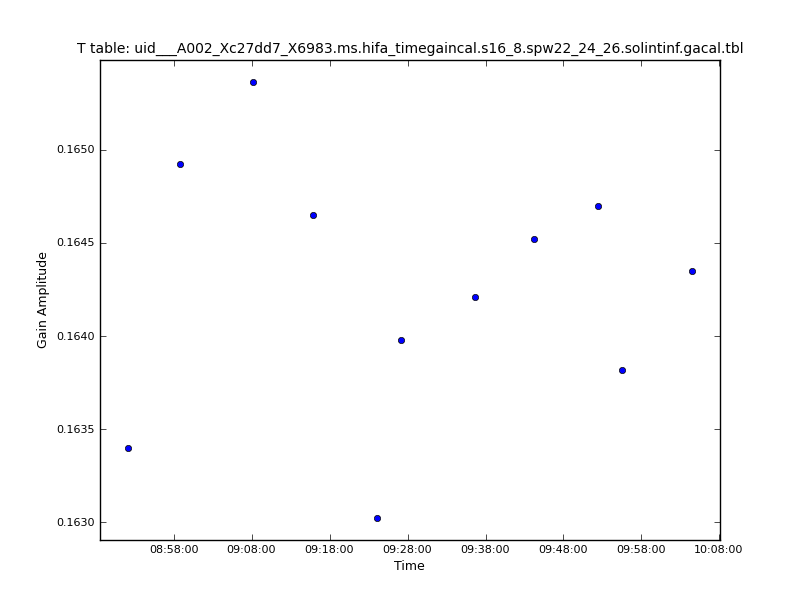 T table: uid___A002_Xc27dd7_X6983.ms.hifa_timegaincal.s16_8.spw22_24_26.solintinf.gacal.tbl
0.1650
0.1645
0.1640
0.1635
0.1630
Gain Amplitude
08:58:00 09:08:00 09:18:00 09:28:00 09:38:00 09:48:00 09:58:00 10:08:00
Time